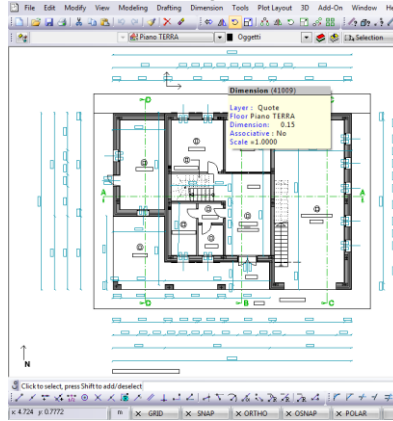 File Edit Modify View Modeling Drafting Dimension Tools Plot Layout 3D Add-On Window
Piano TERRA
Oggetti
Selection
Dimension (41009)
Layer : Quote
Floor Piano TERRA
Dimension: 0.15
Associative : No
Scale =1.0000
D
B
C
A
A
D
B
C
N
Click to select, press Shift to add/deselect
x: 4.724 y: 0.7772 m X GRID X SNAP X ORTHO X OSNAP X POLAR